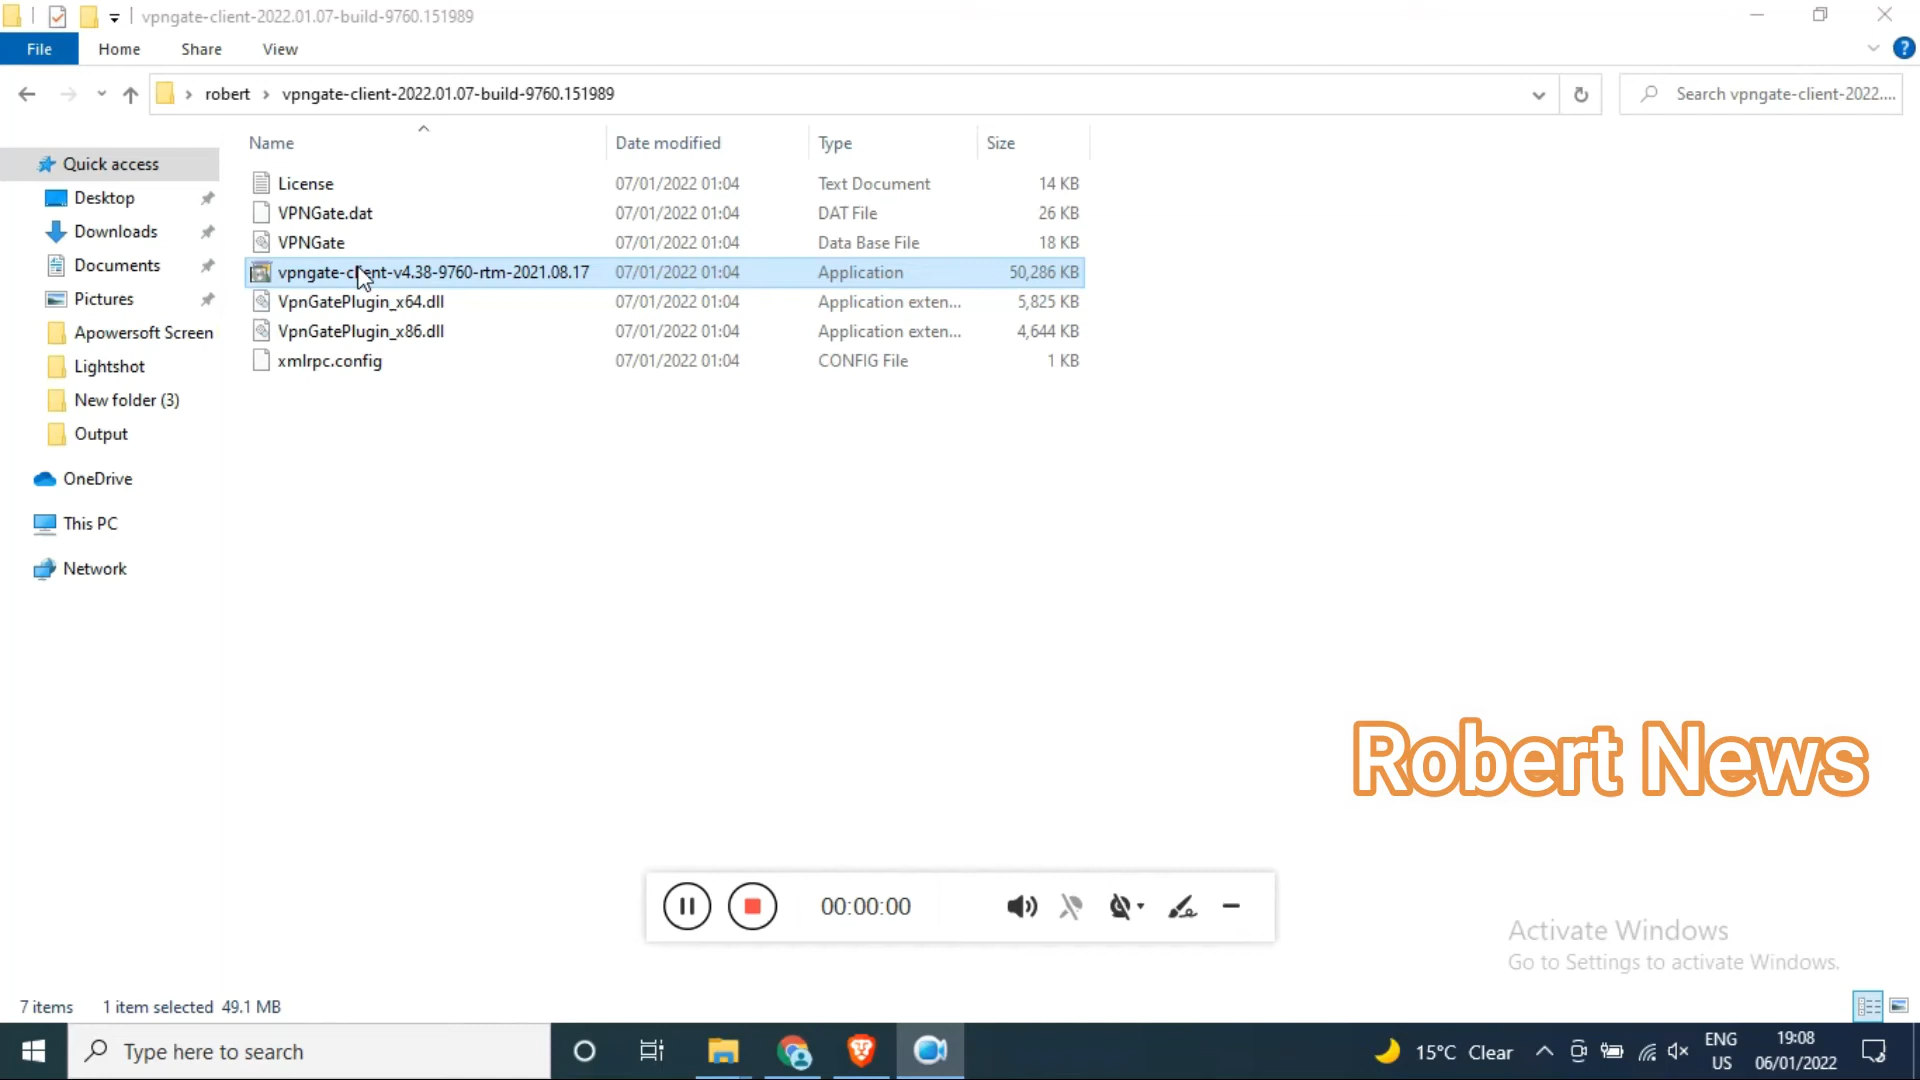 vpngate-client-2022.01.07-build-9760.151989
File Home Share View
robert > vpngate-client-2022.01.07-build-9760.151989
Search vpngate-client-2022....
Name Date modified Type Size
Quick access
Desktop
Downloads
Documents
Pictures
Apowersoft Screen
Lightshot
New folder (3)
Output
OneDrive
This PC
Network
License 07/01/2022 01:04 Text Document 14 KB
VPNGate.dat 07/01/2022 01:04 DAT File 26 KB
VPNGate 07/01/2022 01:04 Data Base File 18 KB
vpngate-client-v4.38-9760-rtm-2021.08.17 07/01/2022 01:04 Application 50,286 KB
VpnGatePlugin_x64.dll 07/01/2022 01:04 Application exten... 5,825 KB
VpnGatePlugin_x86.dll 07/01/2022 01:04 Application exten... 4,644 KB
xmlrpc.config 07/01/2022 01:04 CONFIG File 1 KB
Robert News
00:00:00
Activate Windows
Go to Settings to activate Windows.
7 items 1 item selected 49.1 MB
Type here to search
15°C Clear
ENG
US
19:08
06/01/2022